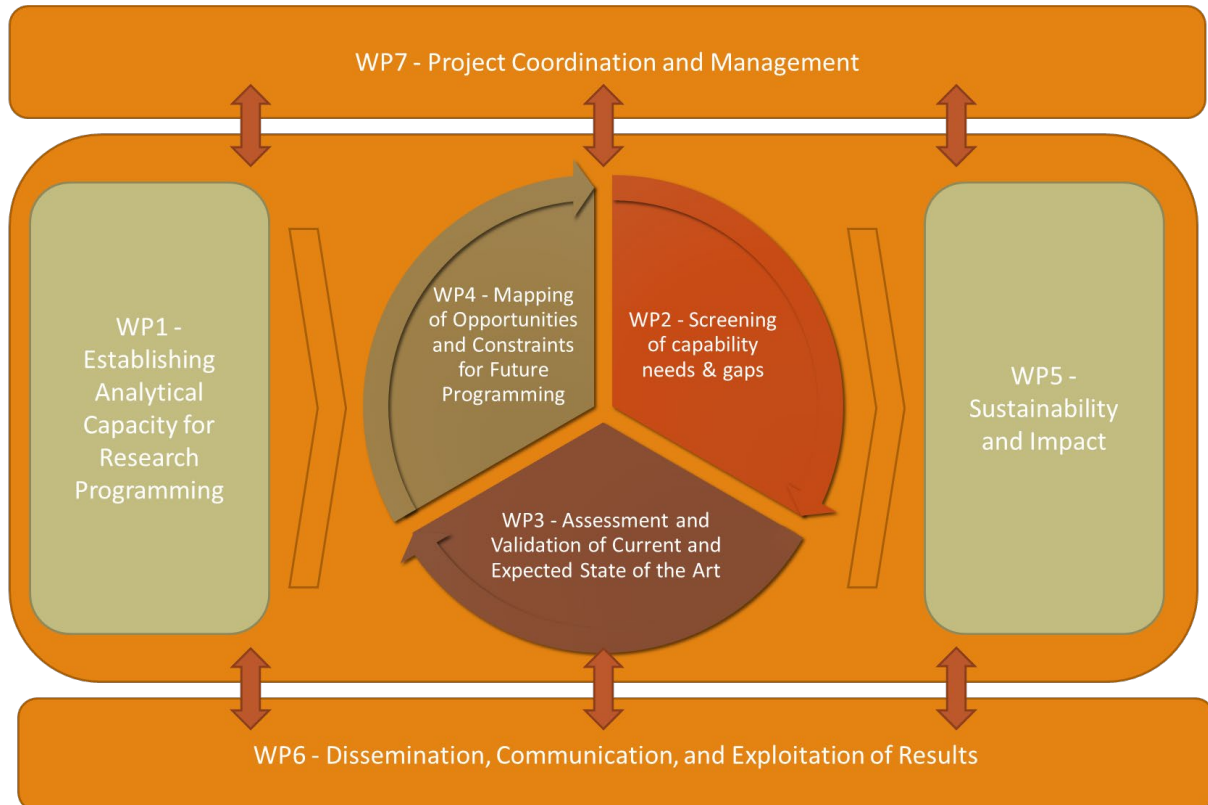 WP7 - Project Coordination and Management
WP1 -
Establishing
Analytical
Capacity for
Research
Programming
WP4 - Mapping
of Opportunities
and Constraints
for Future
Programming
WP2 - Screening
of capability
needs & gaps
WP3 - Assessment and
Validation of Current and
Expected State of the Art
WP5 -
Sustainability
and Impact
WP6 - Dissemination, Communication, and Exploitation of Results